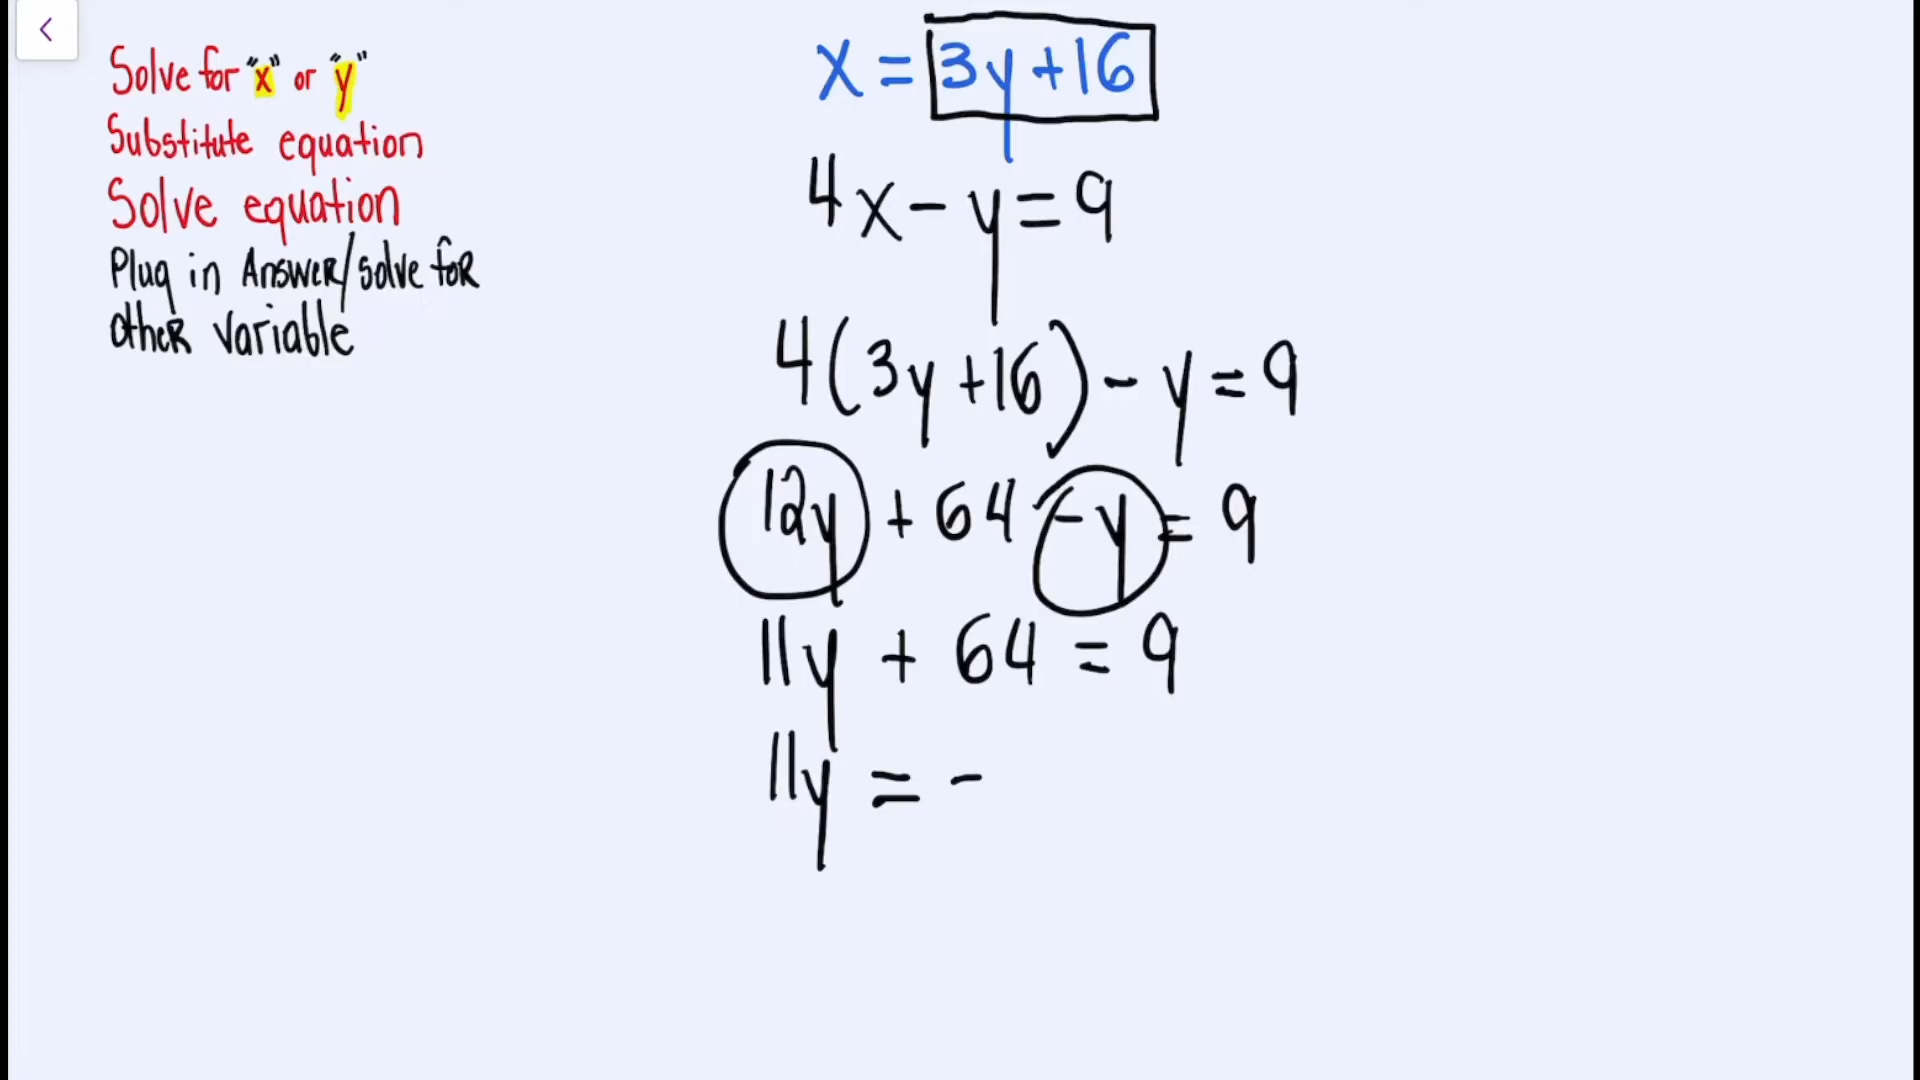 Solve for "x" or "y"
Substitute equation
Solve equation
Plug in Answer/solve for
other variable
x = 3y+16
4x - y = 9
4(3y+16) - y = 9
12y + 64 - y = 9
11y + 64 = 9
11y = -